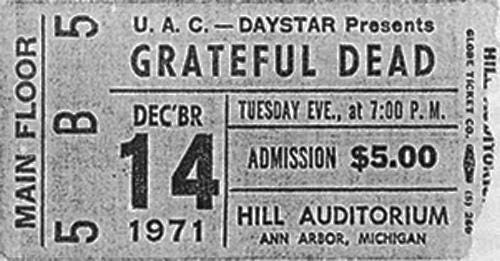 MAIN FLOOR
5 B 5
U. A. C. — DAYSTAR Presents
GRATEFUL DEAD
DEC'BR
14
1971
TUESDAY EVE., at 7:00 P. M.
ADMISSION $5.00
HILL AUDITORIUM
ANN ARBOR, MICHIGAN
HILL
GLOBE TICKET CO.